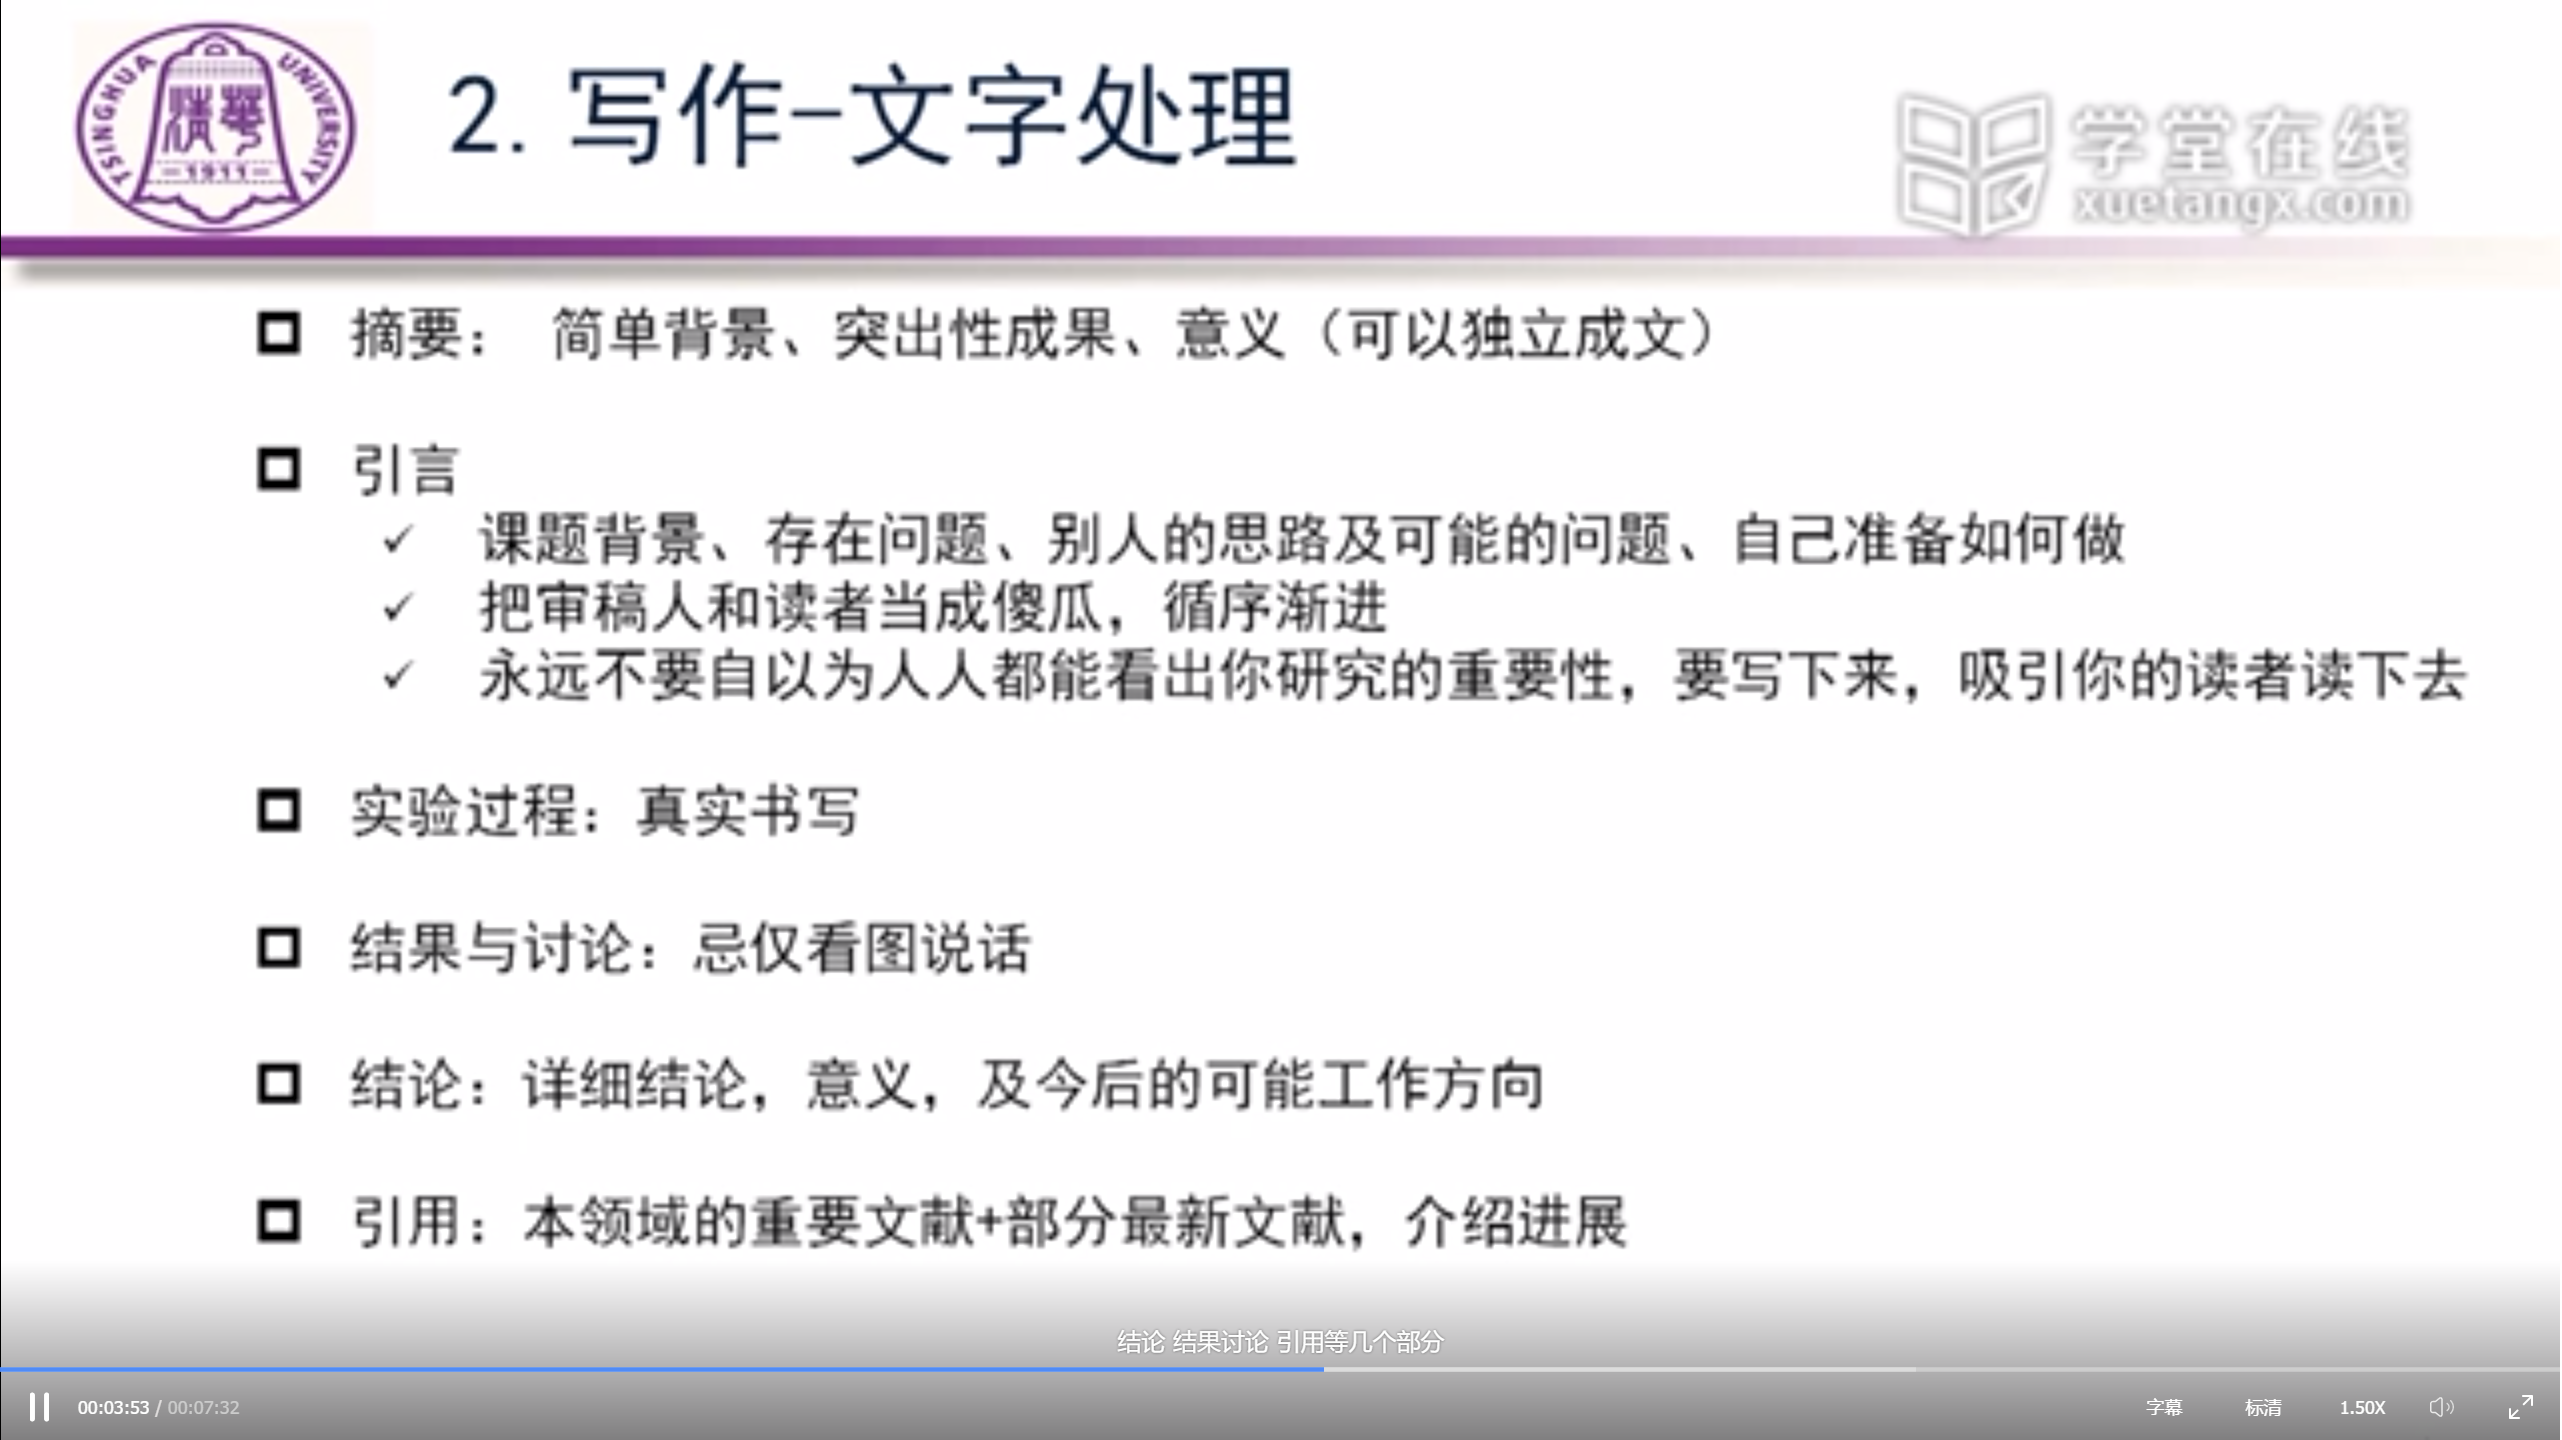 TSINGHUA UNIVERSITY
清華
-1911-
2. 写作-文字处理
学堂在线
xuetangx.com
摘要： 简单背景、突出性成果、意义（可以独立成文）
引言
✓ 课题背景、存在问题、别人的思路及可能的问题、自己准备如何做
✓ 把审稿人和读者当成傻瓜，循序渐进
✓ 永远不要自以为人人都能看出你研究的重要性，要写下来，吸引你的读者读下去
实验过程：真实书写
结果与讨论：忌仅看图说话
结论：详细结论，意义，及今后的可能工作方向
引用：本领域的重要文献+部分最新文献，介绍进展
结论 结果讨论 引用等几个部分
00:03:53 / 00:07:32 字幕 标清 1.50X